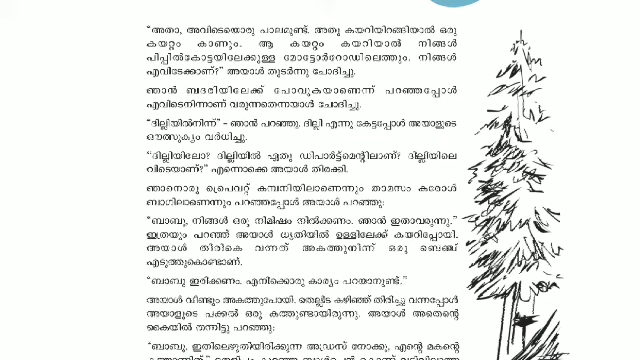 “അതാ, അവിടെയൊരു പാലമുണ്ട്. അതു കയറിയിറങ്ങിയാൽ ഒരു
കയറ്റം കാണും. ആ കയറ്റം കയറിയാൽ നിങ്ങൾ
പിപ്പിൽകോട്ടയിലേക്കുള്ള മോട്ടോർറോഡിലെത്തും. നിങ്ങൾ
എവിടേക്കാണ്?” അയാൾ തുടർന്നു ചോദിച്ചു.
ഞാൻ ബദരീയിലേക്ക് പോവുകയാണെന്ന് പറഞ്ഞപ്പോൾ
എവിടെനിന്നാണ് വരുന്നതെന്നയാൾ ചോദിച്ചു.
“ദില്ലിയിൽനിന്ന്” – ഞാൻ പറഞ്ഞു. ദില്ലി എന്നു കേട്ടപ്പോൾ അയാളുടെ
ഔത്സുക്യം വർധിച്ചു.
“ദില്ലിയിലോ? ദില്ലിയിൽ ഏതു ഡിപാർട്ട്മെന്റിലാണ്? ദില്ലിയിലെ
വിടെയാണ്?” എന്നൊക്കെ അയാൾ തിരക്കി.
ഞാനൊരു പ്രൈവറ്റ് കമ്പനിയിലാണെന്നും താമസം കരോൾ
ബാഗിലാണെന്നും പറഞ്ഞപ്പോൾ അയാൾ പറഞ്ഞു:
“ബാബു, നിങ്ങൾ ഒരു നിമിഷം നിൽക്കണം. ഞാൻ ഇതാവരുന്നു.”
ഇത്രയും പറഞ്ഞ് അയാൾ ധൃതിയിൽ ഉള്ളിലേക്ക് കയറിപ്പോയി.
അയാൾ തിരികെ വന്നത് അകത്തുനിന്ന് ഒരു ബെഞ്ച്
എടുത്തുകൊണ്ടാണ്.
“ബാബു ഇരിക്കണം. എനിക്കൊരു കാര്യം പറയാനുണ്ട്.”
അയാൾ വീണ്ടും അകത്തുപോയി. തെല്ലിട കഴിഞ്ഞ് തിരിച്ചു വന്നപ്പോൾ
അയാളുടെ പക്കൽ ഒരു കത്തുണ്ടായിരുന്നു. അയാൾ അതെന്റെ
കൈയിൽ തന്നിട്ടു പറഞ്ഞു:
“ബാബു, ഇതിലെഴുതിയിരിക്കുന്ന അഡ്രസ് നോക്കൂ, എന്റെ മകന്റെ